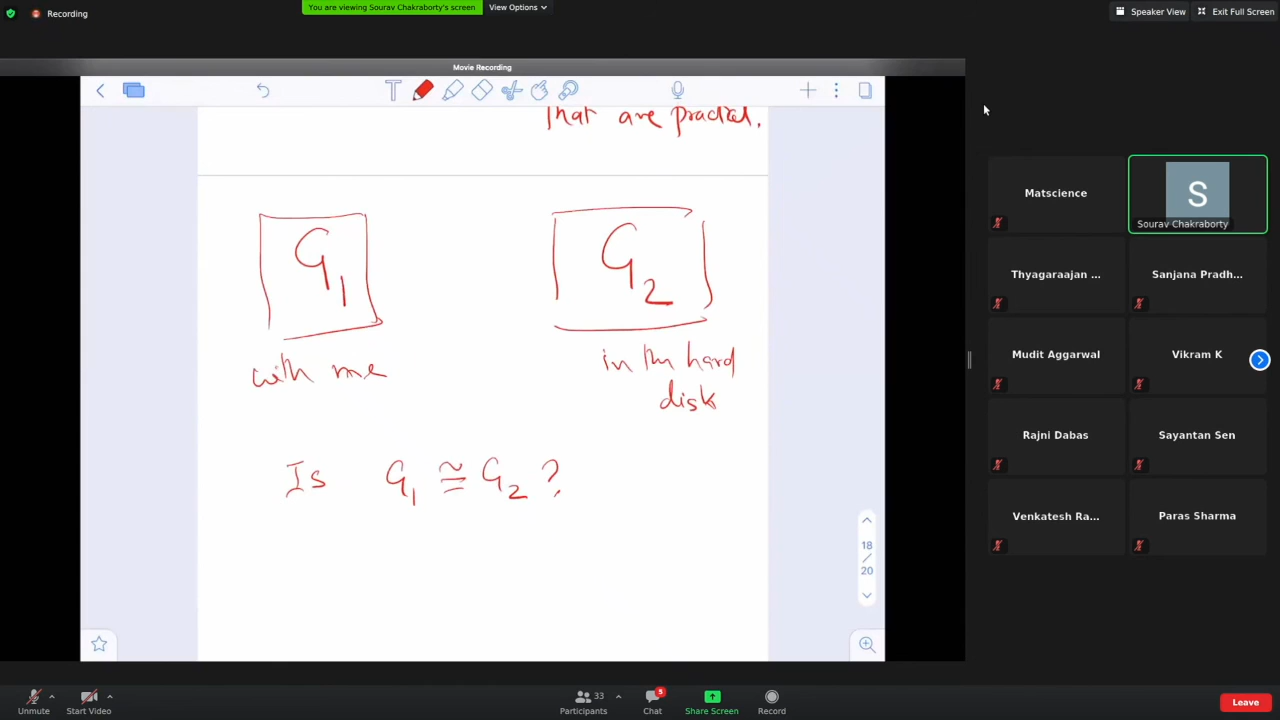 Recording
You are viewing Sourav Chakraborty's screen
View Options
Speaker View
Exit Full Screen
Movie Recording
That are practical.
G1
G2
with me
in the hard
disk
Is G1 ≅ G2 ?
18
/
20
Matscience
S
Sourav Chakraborty
Thyagaraajan ...
Sanjana Pradh...
Mudit Aggarwal
Vikram K
Rajni Dabas
Sayantan Sen
Venkatesh Ra...
Paras Sharma
Unmute
Start Video
33
Participants
5
Chat
Share Screen
Record
Leave